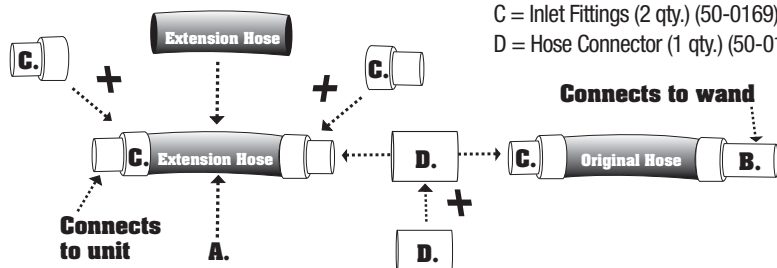 C = Inlet Fittings (2 qty.) (50-0169)
D = Hose Connector (1 qty.) (50-01
Extension Hose
C.
C.
+
+
Connects to wand
C.
Extension Hose
D.
C.
Original Hose
B.
Connects
to unit
A.
+
D.